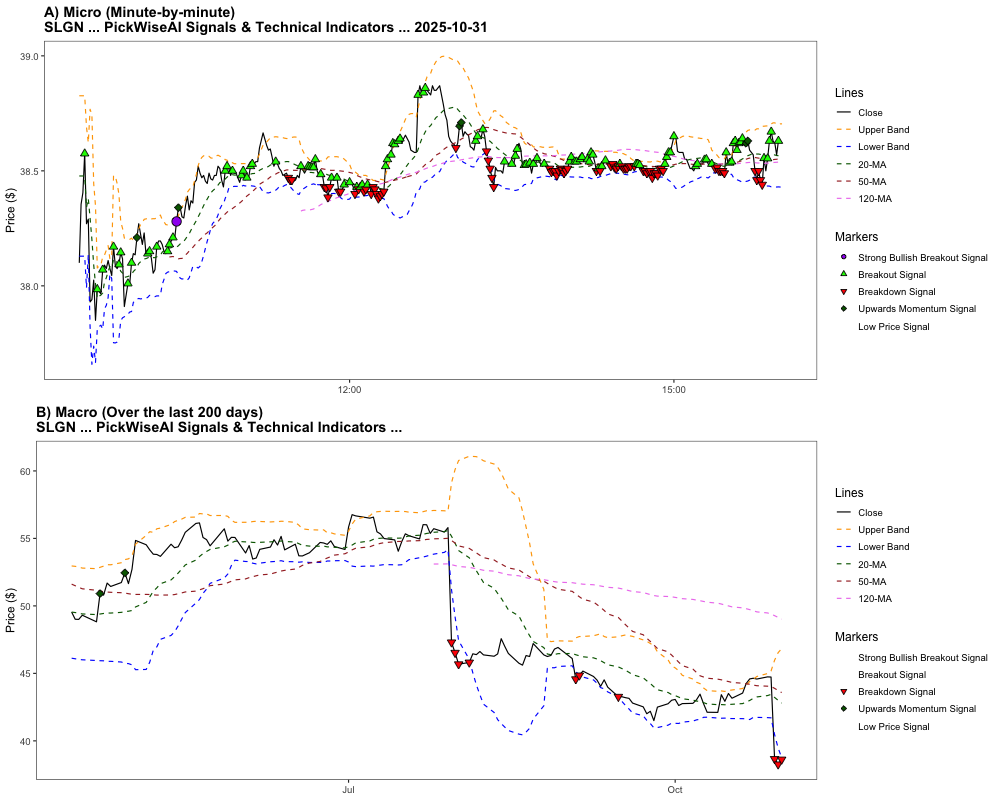 A) Micro (Minute-by-minute)
SLGN ... PickWiseAI Signals & Technical Indicators ... 2025-10-31
39.0
38.5
38.0
Price ($)
12:00
15:00
Lines
Close
Upper Band
Lower Band
20-MA
50-MA
120-MA
Markers
Strong Bullish Breakout Signal
Breakout Signal
Breakdown Signal
Upwards Momentum Signal
Low Price Signal
B) Macro (Over the last 200 days)
SLGN ... PickWiseAI Signals & Technical Indicators ...
60
55
50
45
40
Price ($)
Jul
Oct
Lines
Close
Upper Band
Lower Band
20-MA
50-MA
120-MA
Markers
Strong Bullish Breakout Signal
Breakout Signal
Breakdown Signal
Upwards Momentum Signal
Low Price Signal